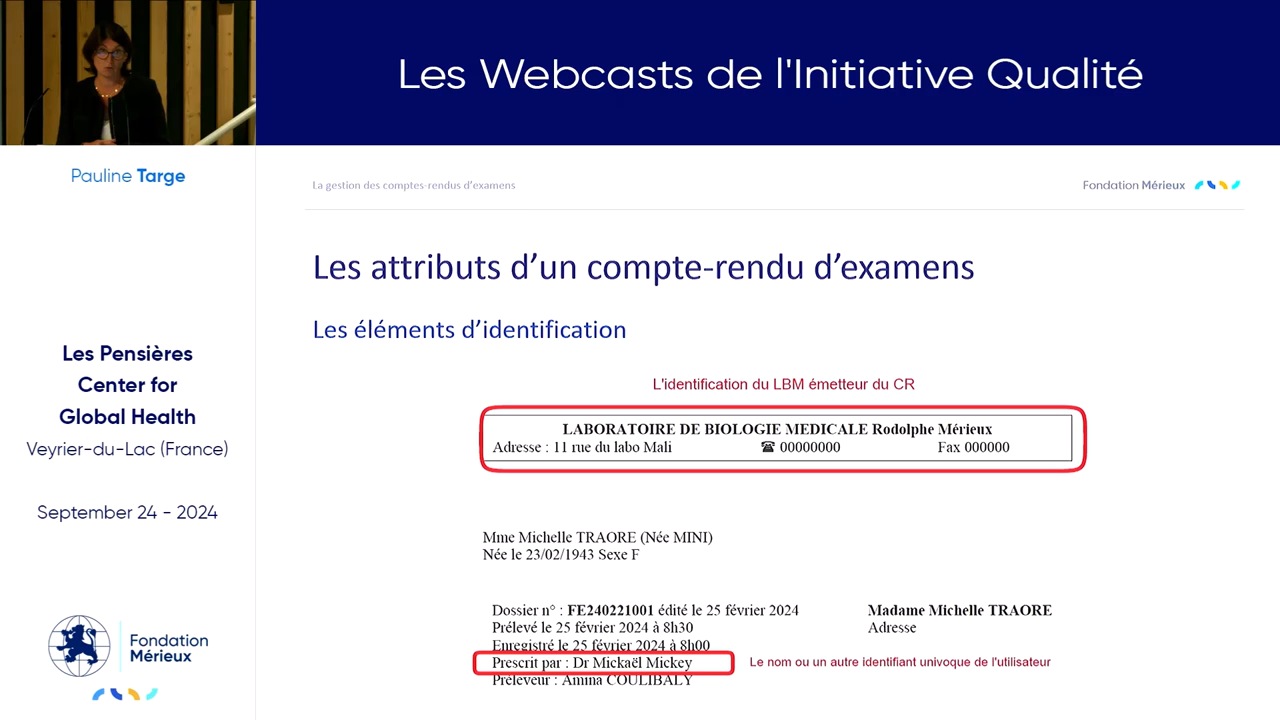 Les Webcasts de l'Initiative Qualité
Pauline Targe
La gestion des comptes-rendus d'examens
Fondation Mérieux
Les attributs d'un compte-rendu d'examens
Les éléments d'identification
Les Pensières
Center for
Global Health
Veyrier-du-Lac (France)
September 24 - 2024
Fondation
Mérieux
L'identification du LBM émetteur du CR
LABORATOIRE DE BIOLOGIE MEDICALE Rodolphe Mérieux
Adresse : 11 rue du labo Mali ☎ 00000000 Fax 000000
Mme Michelle TRAORE (Née MINI)
Née le 23/02/1943 Sexe F
Dossier n° : FE240221001 édité le 25 février 2024
Prélevé le 25 février 2024 à 8h30
Enregistré le 25 février 2024 à 8h00
Prescrit par : Dr Mickaël Mickey
Préleveur : Amina COULIBALY
Madame Michelle TRAORE
Adresse
Le nom ou un autre identifiant univoque de l'utilisateur